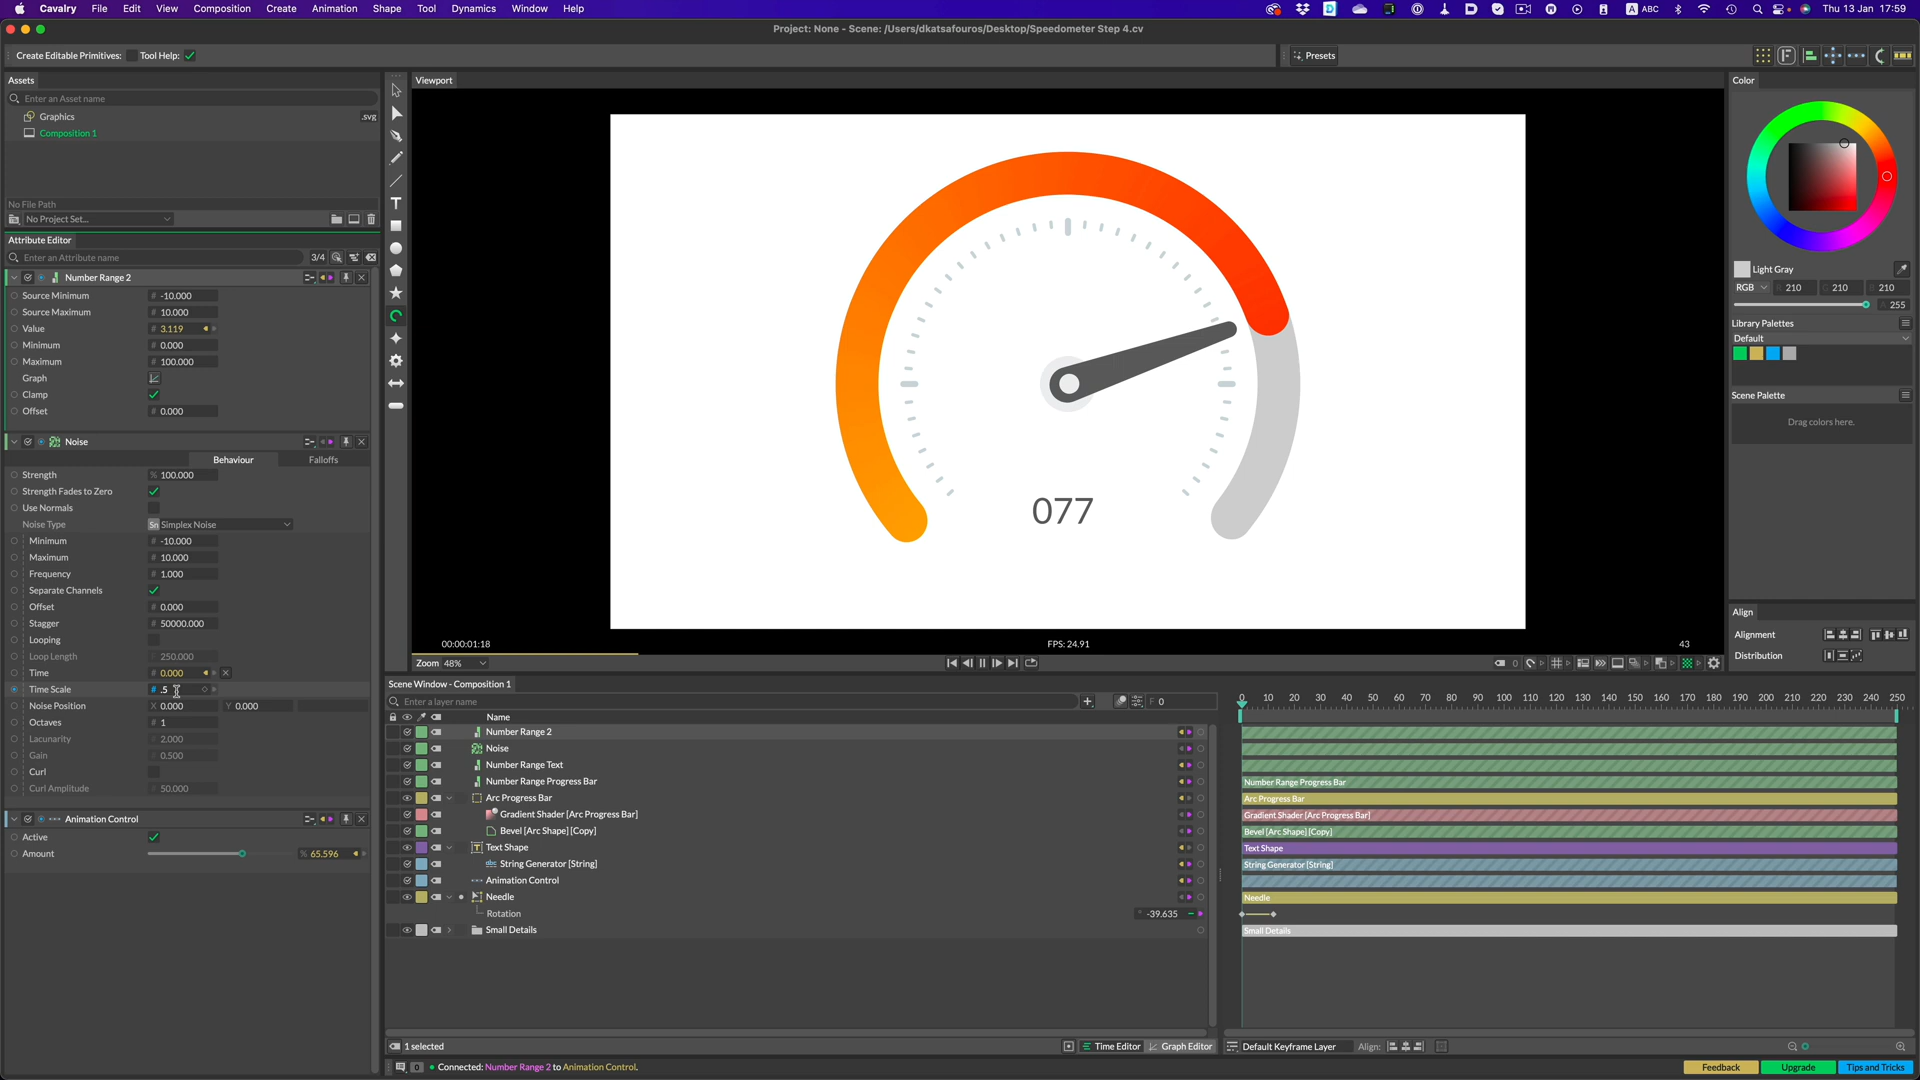 Cavalry File Edit View Composition Create Animation Shape Tool Dynamics Window Help
ABC Thu 13 Jan 17:59
Project: None - Scene: /Users/dkatsafouros/Desktop/Speedometer Step 4.cv
Create Editable Primitives: Tool Help: Presets
Assets
Enter an Asset name
Graphics .svg
Composition 1
No File Path
No Project Set...
Attribute Editor
Enter an Attribute name 3/4
Number Range 2
Source Minimum # -10.000
Source Maximum # 10.000
Value # 3.119
Minimum # 0.000
Maximum # 100.000
Graph
Clamp
Offset # 0.000
Noise
Behaviour Falloffs
Strength % 100.000
Strength Fades to Zero
Use Normals
Noise Type Sn Simplex Noise
Minimum # -10.000
Maximum # 10.000
Frequency # 1.000
Separate Channels
Offset # 0.000
Stagger # 50000.000
Looping
Loop Length 250.000
Time # 0.000
Time Scale # .5
Noise Position X 0.000 Y 0.000
Octaves # 1
Lacunarity 2.000
Gain 0.500
Curl
Curl Amplitude 50.000
Animation Control
Active
Amount % 65.596
Viewport
077
00:00:01:18 FPS: 24.91 43
Zoom 48% 0
Scene Window - Composition 1
Enter a layer name F 0
Name
Number Range 2
Noise
Number Range Text
Number Range Progress Bar
Arc Progress Bar
Gradient Shader [Arc Progress Bar]
Bevel [Arc Shape] [Copy]
Text Shape
String Generator [String]
Animation Control
Needle
Rotation ° -39.635
Small Details
0 10 20 30 40 50 60 70 80 90 100 110 120 130 140 150 160 170 180 190 200 210 220 230 240 250
Number Range Progress Bar
Arc Progress Bar
Gradient Shader [Arc Progress Bar]
Bevel [Arc Shape] [Copy]
Text Shape
String Generator [String]
Needle
Small Details
1 selected Time Editor Graph Editor Default Keyframe Layer Align:
0 Connected: Number Range 2 to Animation Control.
Feedback Upgrade Tips and Tricks
Color
Light Gray
RGB 210 210 210
255
Library Palettes
Default
Scene Palette
Drag colors here.
Align
Alignment
Distribution